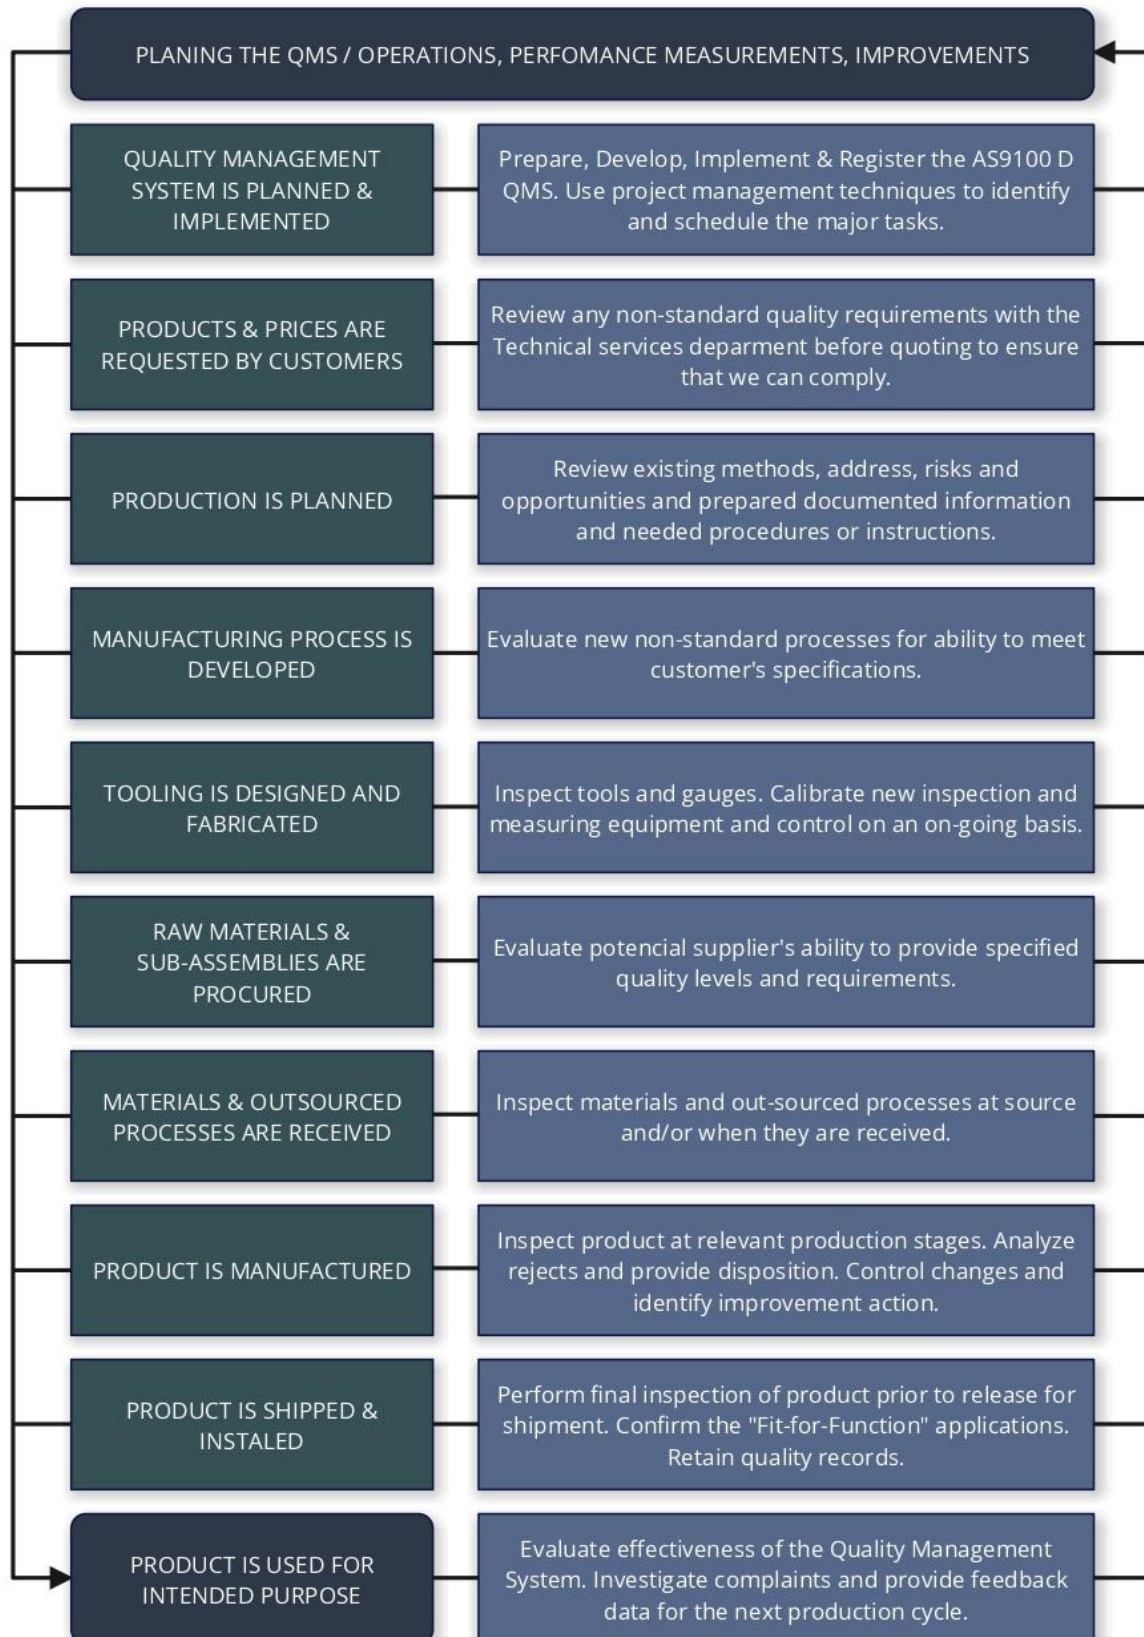 PLANING THE QMS / OPERATIONS, PERFOMANCE MEASUREMENTS, IMPROVEMENTS
QUALITY MANAGEMENT
SYSTEM IS PLANNED &
IMPLEMENTED
Prepare, Develop, Implement & Register the AS9100 D
QMS. Use project management techniques to identify
and schedule the major tasks.
PRODUCTS & PRICES ARE
REQUESTED BY CUSTOMERS
Review any non-standard quality requirements with the
Technical services deparment before quoting to ensure
that we can comply.
PRODUCTION IS PLANNED
Review existing methods, address, risks and
opportunities and prepared documented information
and needed procedures or instructions.
MANUFACTURING PROCESS IS
DEVELOPED
Evaluate new non-standard processes for ability to meet
customer's specifications.
TOOLING IS DESIGNED AND
FABRICATED
Inspect tools and gauges. Calibrate new inspection and
measuring equipment and control on an on-going basis.
RAW MATERIALS &
SUB-ASSEMBLIES ARE
PROCURED
Evaluate potencial supplier's ability to provide specified
quality levels and requirements.
MATERIALS & OUTSOURCED
PROCESSES ARE RECEIVED
Inspect materials and out-sourced processes at source
and/or when they are received.
PRODUCT IS MANUFACTURED
Inspect product at relevant production stages. Analyze
rejects and provide disposition. Control changes and
identify improvement action.
PRODUCT IS SHIPPED &
INSTALED
Perform final inspection of product prior to release for
shipment. Confirm the "Fit-for-Function" applications.
Retain quality records.
PRODUCT IS USED FOR
INTENDED PURPOSE
Evaluate effectiveness of the Quality Management
System. Investigate complaints and provide feedback
data for the next production cycle.